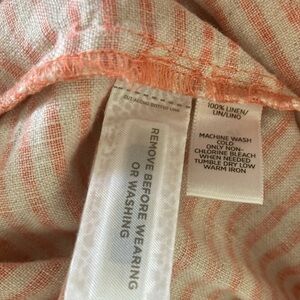 REMOVE BEFORE WEARING
OR WASHING
100% LINEN/
LIN/LINO
MACHINE WASH
COLD
ONLY NON-
CHLORINE BLEACH
WHEN NEEDED
TUMBLE DRY LOW
WARM IRON